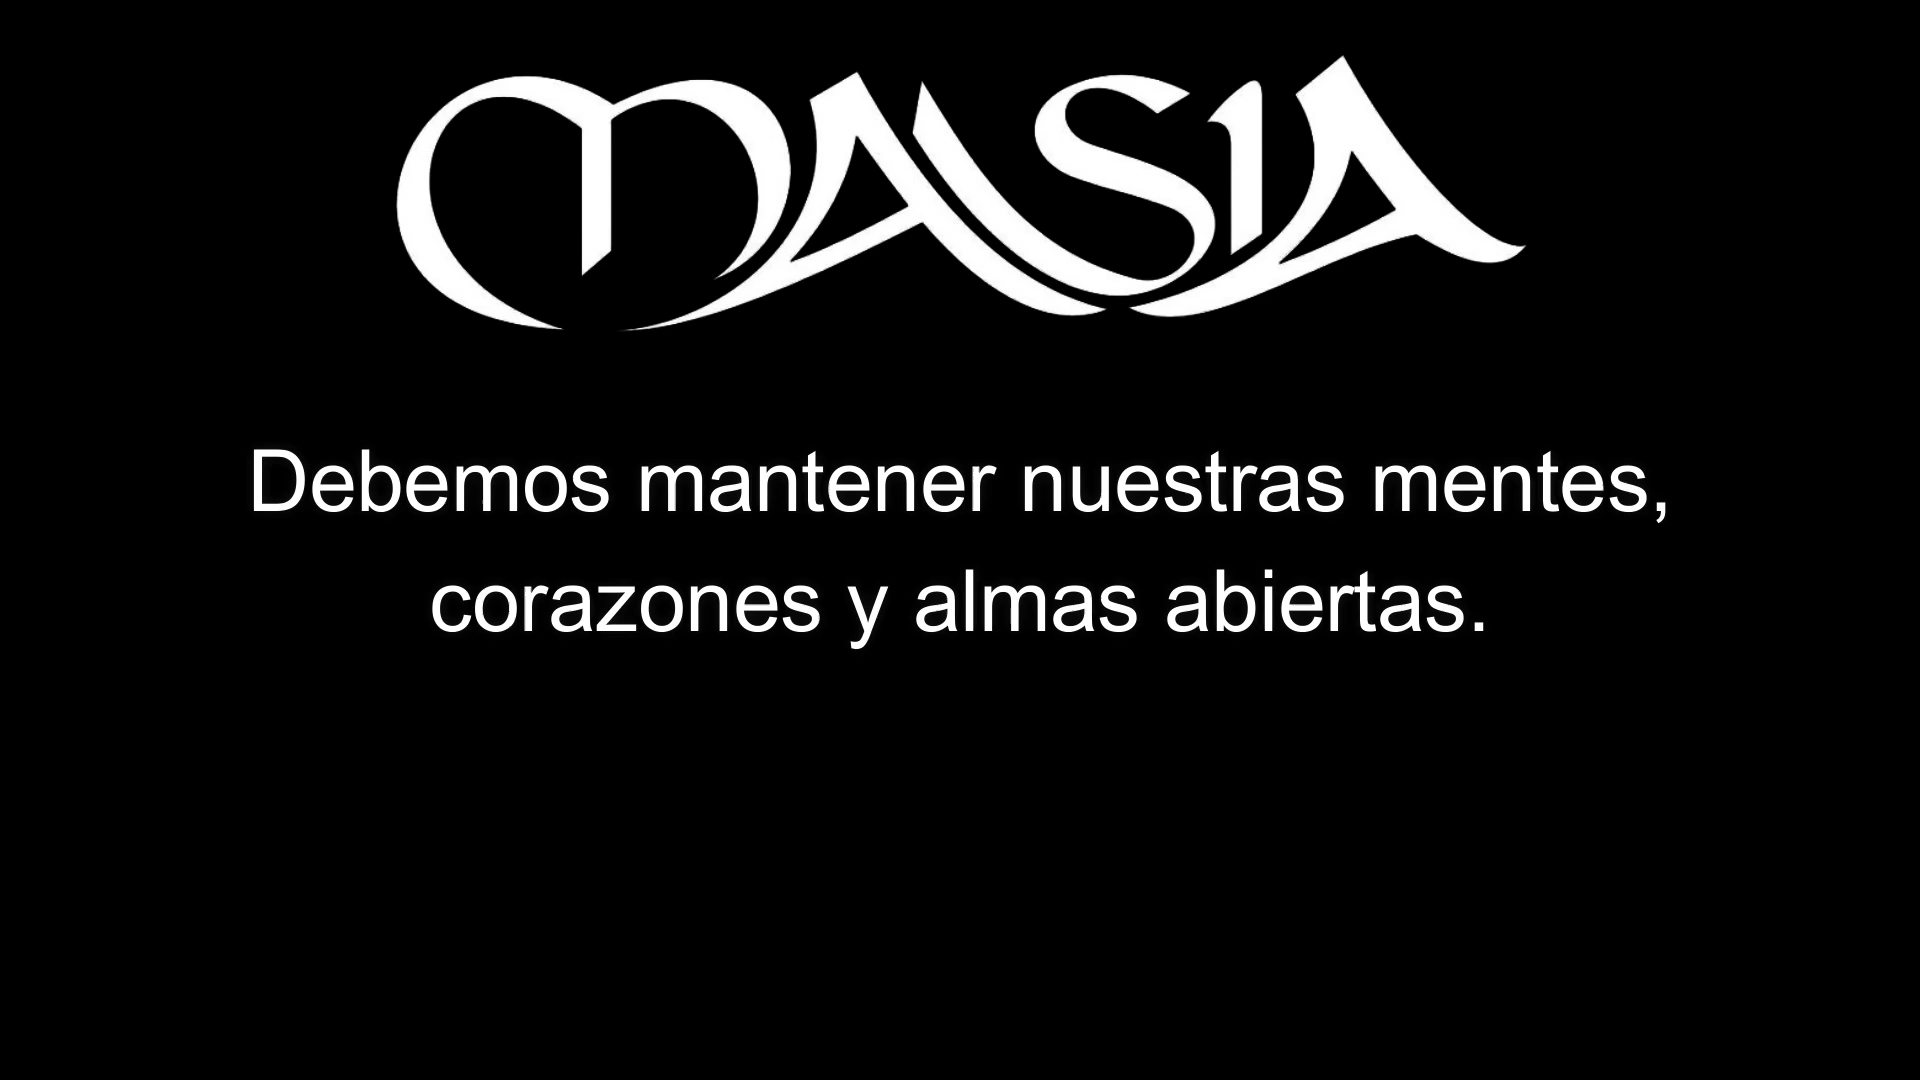 MASIA
Debemos mantener nuestras mentes,
corazones y almas abiertas.